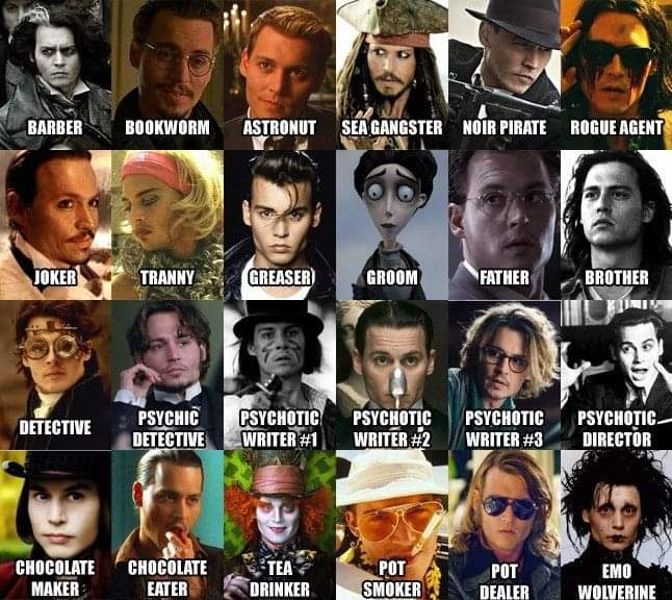 BARBER
BOOKWORM
ASTRONUT
SEA GANGSTER
NOIR PIRATE
ROGUE AGENT
JOKER
TRANNY
GREASER
GROOM
FATHER
BROTHER
DETECTIVE
PSYCHIC
DETECTIVE
PSYCHOTIC
WRITER #1
PSYCHOTIC
WRITER #2
PSYCHOTIC
WRITER #3
PSYCHOTIC
DIRECTOR
CHOCOLATE
MAKER
CHOCOLATE
EATER
TEA
DRINKER
POT
SMOKER
POT
DEALER
EMO
WOLVERINE